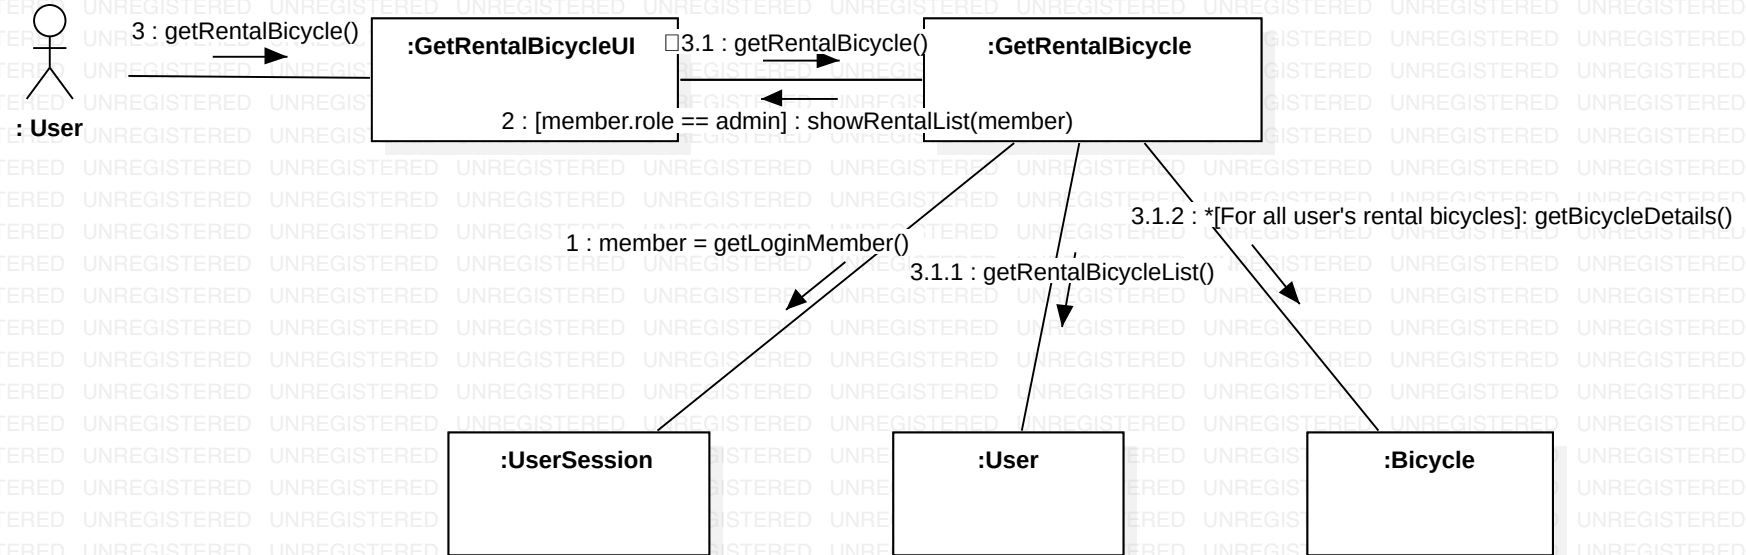 3 : getRentalBicycle()
:GetRentalBicycleUI
3.1 : getRentalBicycle()
:GetRentalBicycle
: User
2 : [member.role == admin] : showRentalList(member)
3.1.2 : *[For all user's rental bicycles]: getBicycleDetails()
1 : member = getLoginMember()
3.1.1 : getRentalBicycleList()
:UserSession
:User
:Bicycle
UNREGISTERED